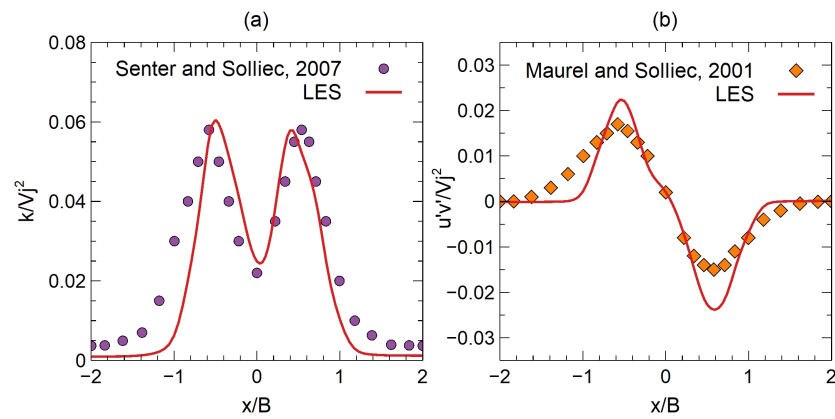 (a)
0.08
0.06
0.04
0.02
0
k/Vj²
Senter and Solliec, 2007
LES
−2
−1
0
1
2
x/B
(b)
0.03
0.02
0.01
0
−0.01
−0.02
−0.03
u'v'/Vj²
Maurel and Solliec, 2001
LES
−2
−1
0
1
2
x/B